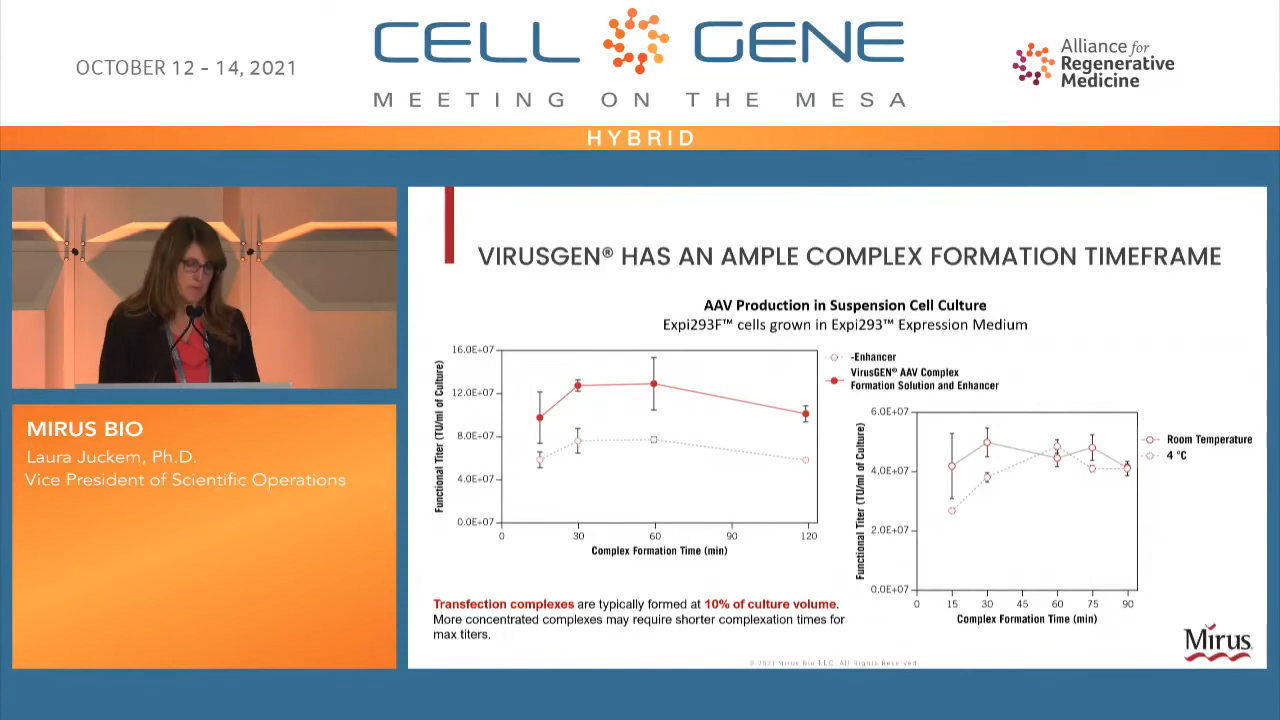 OCTOBER 12 - 14, 2021
CELL GENE
MEETING ON THE MESA
Alliance for
Regenerative
Medicine
HYBRID
MIRUS BIO
Laura Juckem, Ph.D.
Vice President of Scientific Operations
VIRUSGEN® HAS AN AMPLE COMPLEX FORMATION TIMEFRAME
AAV Production in Suspension Cell Culture
Expi293F™ cells grown in Expi293™ Expression Medium
Functional Titer (TU/ml of Culture)
16.0E+07
12.0E+07
8.0E+07
4.0E+07
0.0E+07
0 30 60 90 120
Complex Formation Time (min)
-Enhancer
VirusGEN® AAV Complex
Formation Solution and Enhancer
Functional Titer (TU/ml of Culture)
6.0E+07
4.0E+07
2.0E+07
0.0E+07
0 15 30 45 60 75 90
Complex Formation Time (min)
Room Temperature
4 °C
Transfection complexes are typically formed at 10% of culture volume.
More concentrated complexes may require shorter complexation times for
max titers.
Mirus.
© 2021 Mirus Bio LLC. All Rights Reserved